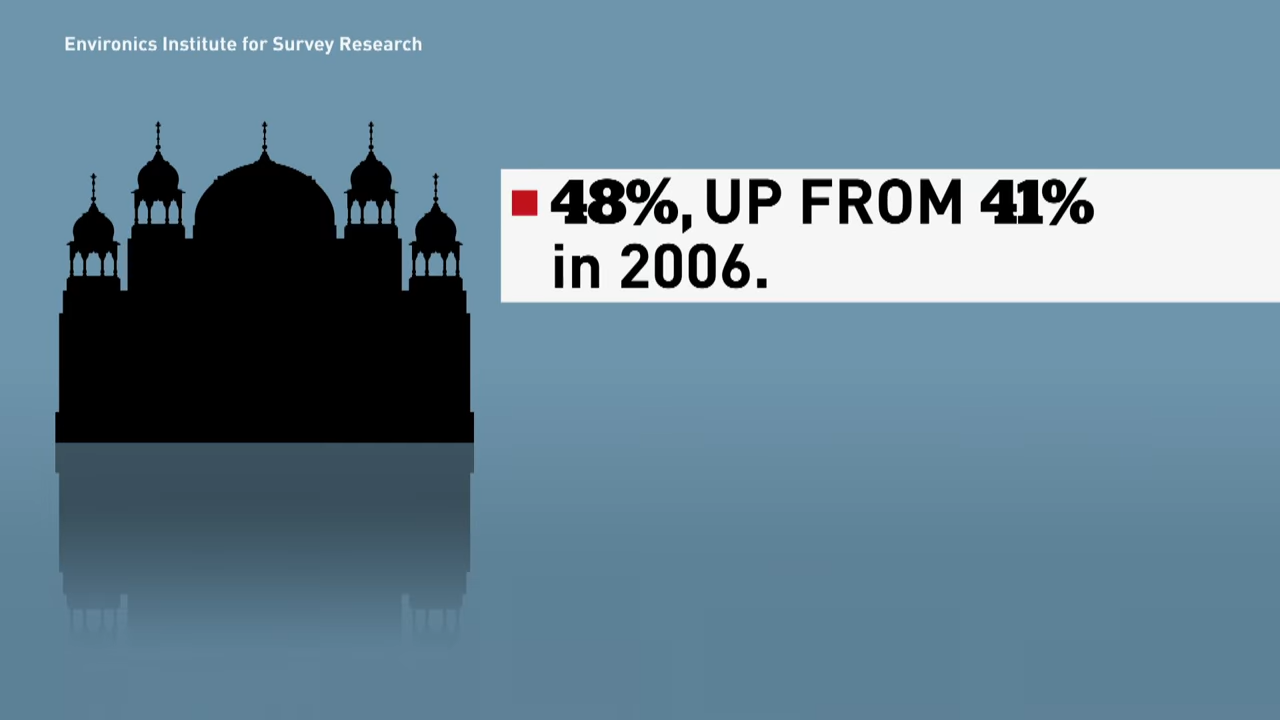 Environics Institute for Survey Research
48%, UP FROM 41%
in 2006.